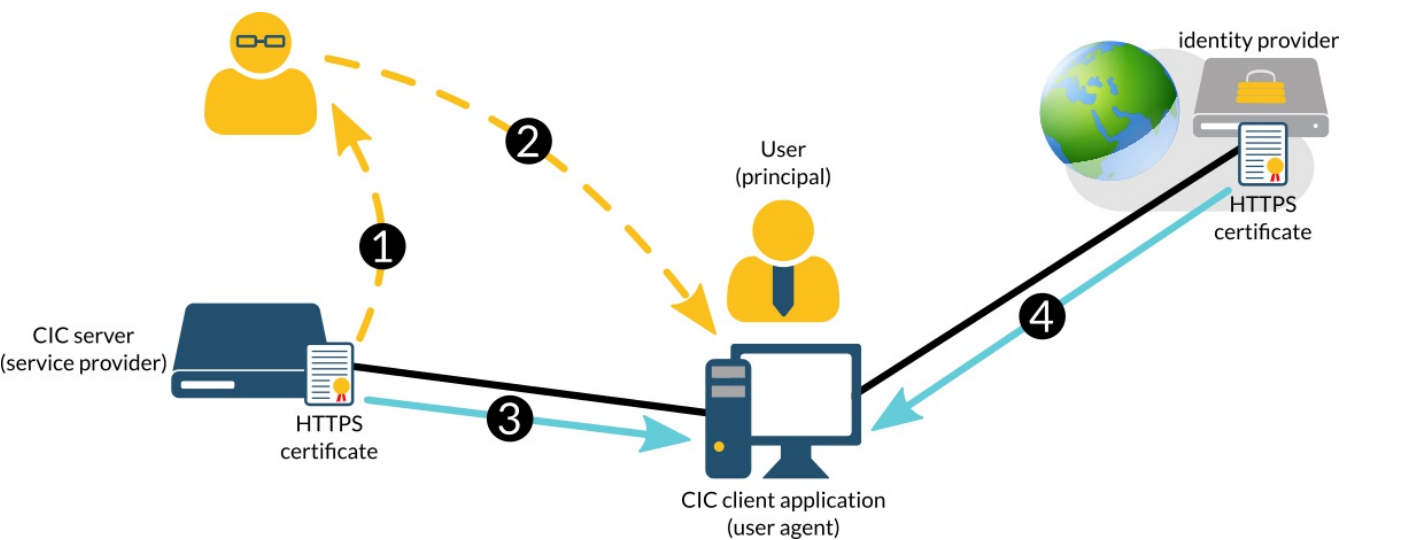 identity provider
2
User
(principal)
HTTPS
certificate
1
4
CIC server
(service provider)
3
HTTPS
certificate
CIC client application
(user agent)